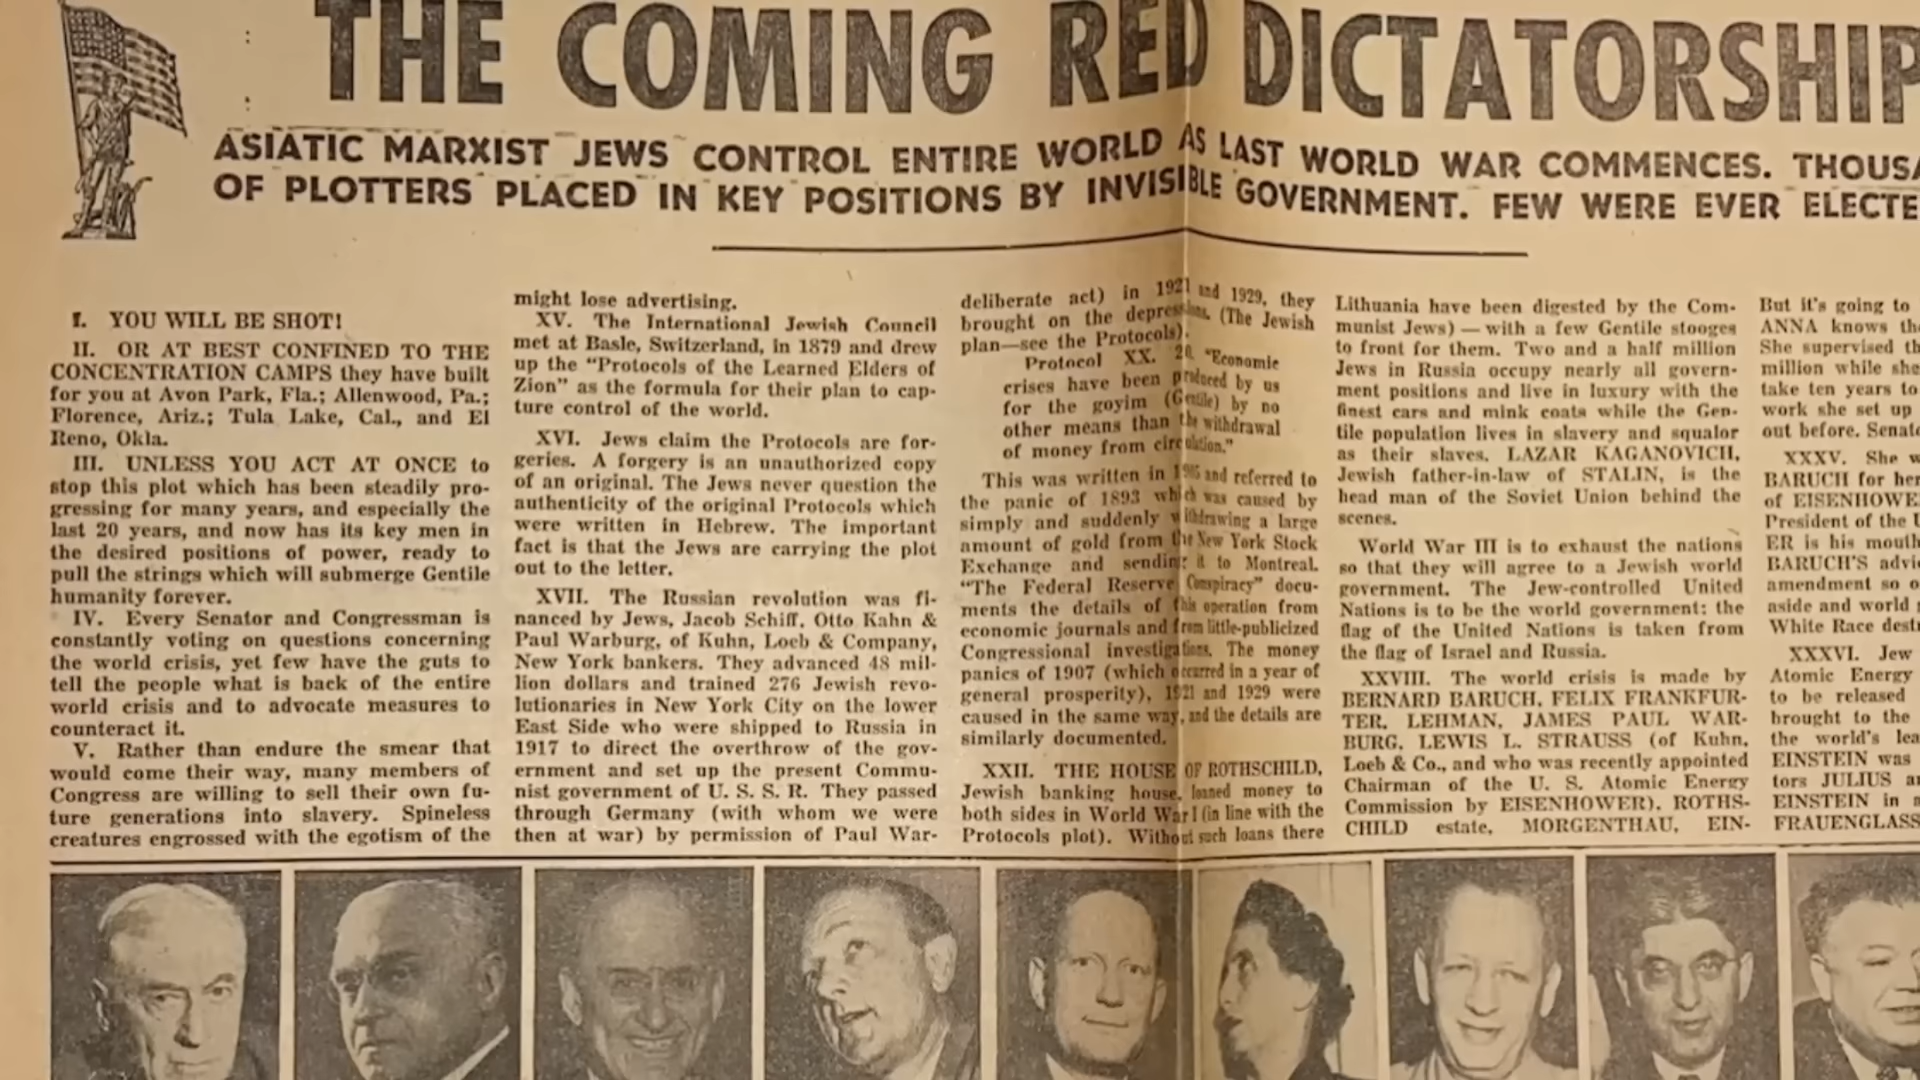 THE COMING RED DICTATORSHIP
ASIATIC MARXIST JEWS CONTROL ENTIRE WORLD AS LAST WORLD WAR COMMENCES.
OF PLOTTERS PLACED IN KEY POSITIONS BY INVISIBLE GOVERNMENT. FEW WERE EVER
I. YOU WILL BE SHOT!
II. OR AT BEST CONFINED TO THE
CONCENTRATION CAMPS they have built
for you at Avon Park, Fla.; Allenwood, Pa.;
Florence, Ariz.; Tula Lake, Cal., and El
Reno, Okla.
III. UNLESS YOU ACT AT ONCE to
stop this plot which has been steadily pro-
gressing for many years, and especially the
last 20 years, and now has its key men in
the desired positions of power, ready to
pull the strings which will submerge Gentile
humanity forever.
IV. Every Senator and Congressman is
constantly voting on questions concerning
the world crisis, yet few have the guts to
tell the people what is back of the entire
world crisis and to advocate measures to
counteract it.
V. Rather than endure the smear that
would come their way, many members of
Congress are willing to sell their own fu-
ture generations into slavery. Spineless
creatures engrossed with the egotism of the
might lose advertising.
XV. The International Jewish Council
met at Basle, Switzerland, in 1879 and drew
up the "Protocols of the Learned Elders of
Zion" as the formula for their plan to cap-
ture control of the world.
XVI. Jews claim the Protocols are for-
geries. A forgery is an unauthorized copy
of an original. The Jews never question the
authenticity of the original Protocols which
were written in Hebrew. The important
fact is that the Jews are carrying the plot
out to the letter.
XVII. The Russian revolution was fi-
nanced by Jews, Jacob Schiff, Otto Kahn &
Paul Warburg, of Kuhn, Loeb & Company,
New York bankers. They advanced 48 mil-
lion dollars and trained 276 Jewish revo-
lutionaries in New York City on the lower
East Side who were shipped to Russia in
1917 to direct the overthrow of the gov-
ernment and set up the present Commu-
nist government of U. S. S. R. They passed
through Germany (with whom we were
then at war) by permission of Paul War-
deliberate act) in 1921 and 1929, they
brought on the depressions. (The Jewish
plan—see the Protocols).
Protocol XX. 20. "Economic
crises have been produced by us
for the goyim (Gentile) by no
other means than the withdrawal
of money from circulation."
This was written in 1905 and referred to
the panic of 1893 which was caused by
simply and suddenly withdrawing a large
amount of gold from the New York Stock
Exchange and sending it to Montreal.
"The Federal Reserve Conspiracy" docu-
ments the details of this operation from
economic journals and from little-publicized
Congressional investigations. The money
panics of 1907 (which occurred in a year of
general prosperity), 1921 and 1929 were
caused in the same way, and the details are
similarly documented.
XXII. THE HOUSE OF ROTHSCHILD,
Jewish banking house, loaned money to
both sides in World War I (in line with the
Protocols plot). Without such loans there
Lithuania have been digested by the Com-
munist Jews) — with a few Gentile stooges
to front for them. Two and a half million
Jews in Russia occupy nearly all govern-
ment positions and live in luxury with the
finest cars and mink coats while the Gen-
tile population lives in slavery and squalor
as their slaves. LAZAR KAGANOVICH,
Jewish father-in-law of STALIN, is the
head man of the Soviet Union behind the
scenes.
World War III is to exhaust the nations
so that they will agree to a Jewish world
government. The Jew-controlled United
Nations is to be the world government; the
flag of the United Nations is taken from
the flag of Israel and Russia.
XXVIII. The world crisis is made by
BERNARD BARUCH, FELIX FRANKFUR-
TER, LEHMAN, JAMES PAUL WAR-
BURG, LEWIS L. STRAUSS (of Kuhn,
Loeb & Co., and who was recently appointed
Chairman of the U. S. Atomic Energy
Commission by EISENHOWER), ROTHS-
CHILD estate, MORGENTHAU, EIN-
But it's going to
ANNA knows
She supervised
million while she
take ten years to
work she set up
out before.
XXXV. She
BARUCH for her
of
President of the
ER is his
BARUCH'S
amendment so
aside and world
White Race
XXXVI. Jew
Atomic Energy
to be released
brought to the
the world's
EINSTEIN was
tors JULIUS
EINSTEIN in
FRAUENGLASS